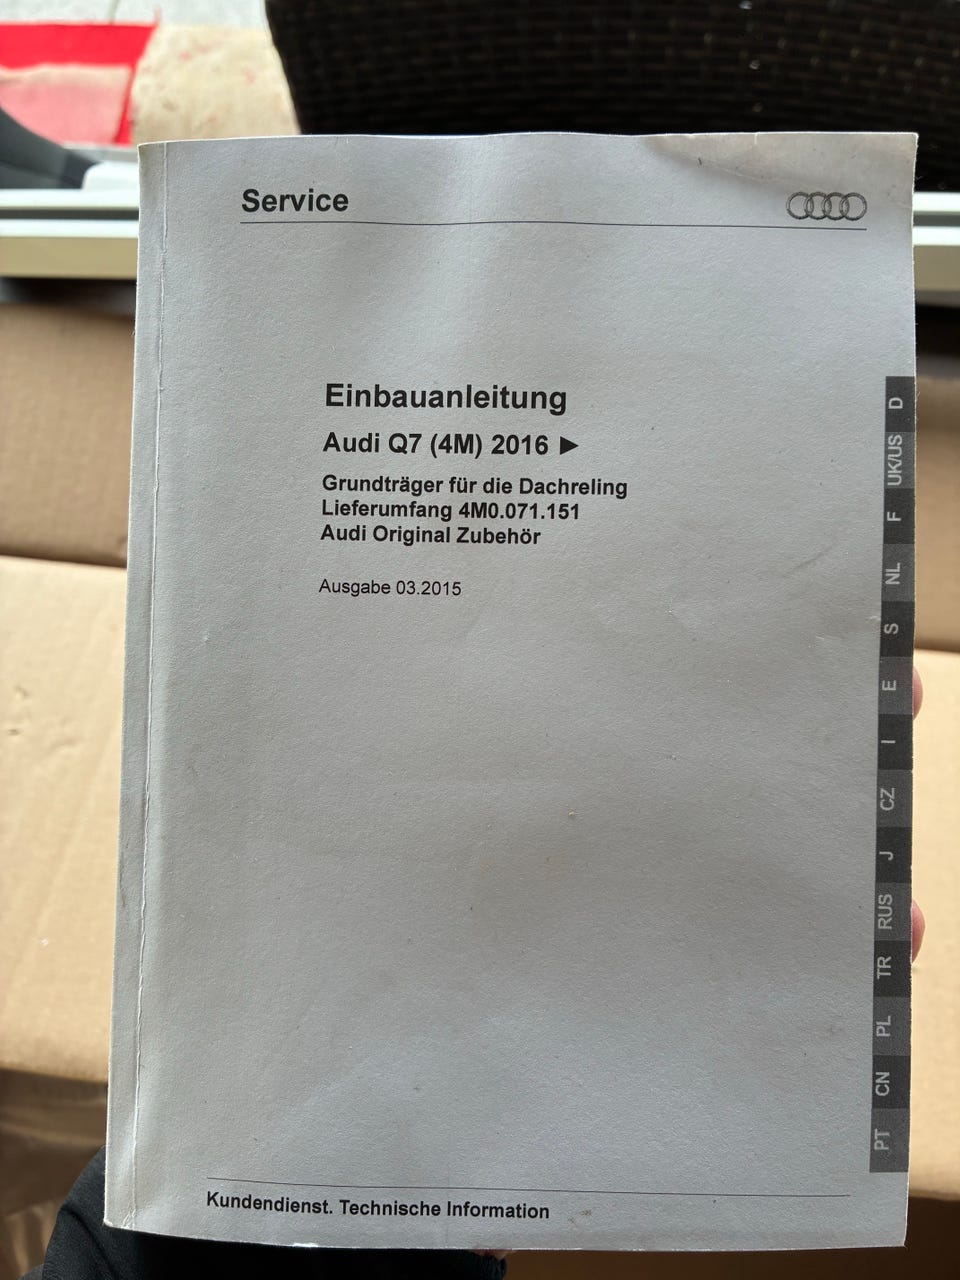 Service
Einbauanleitung
Audi Q7 (4M) 2016 ►
Grundträger für die Dachreling
Lieferumfang 4M0.071.151
Audi Original Zubehör
Ausgabe 03.2015
D
UK/US
F
NL
S
E
I
CZ
J
RUS
TR
PL
CN
PT
Kundendienst. Technische Information